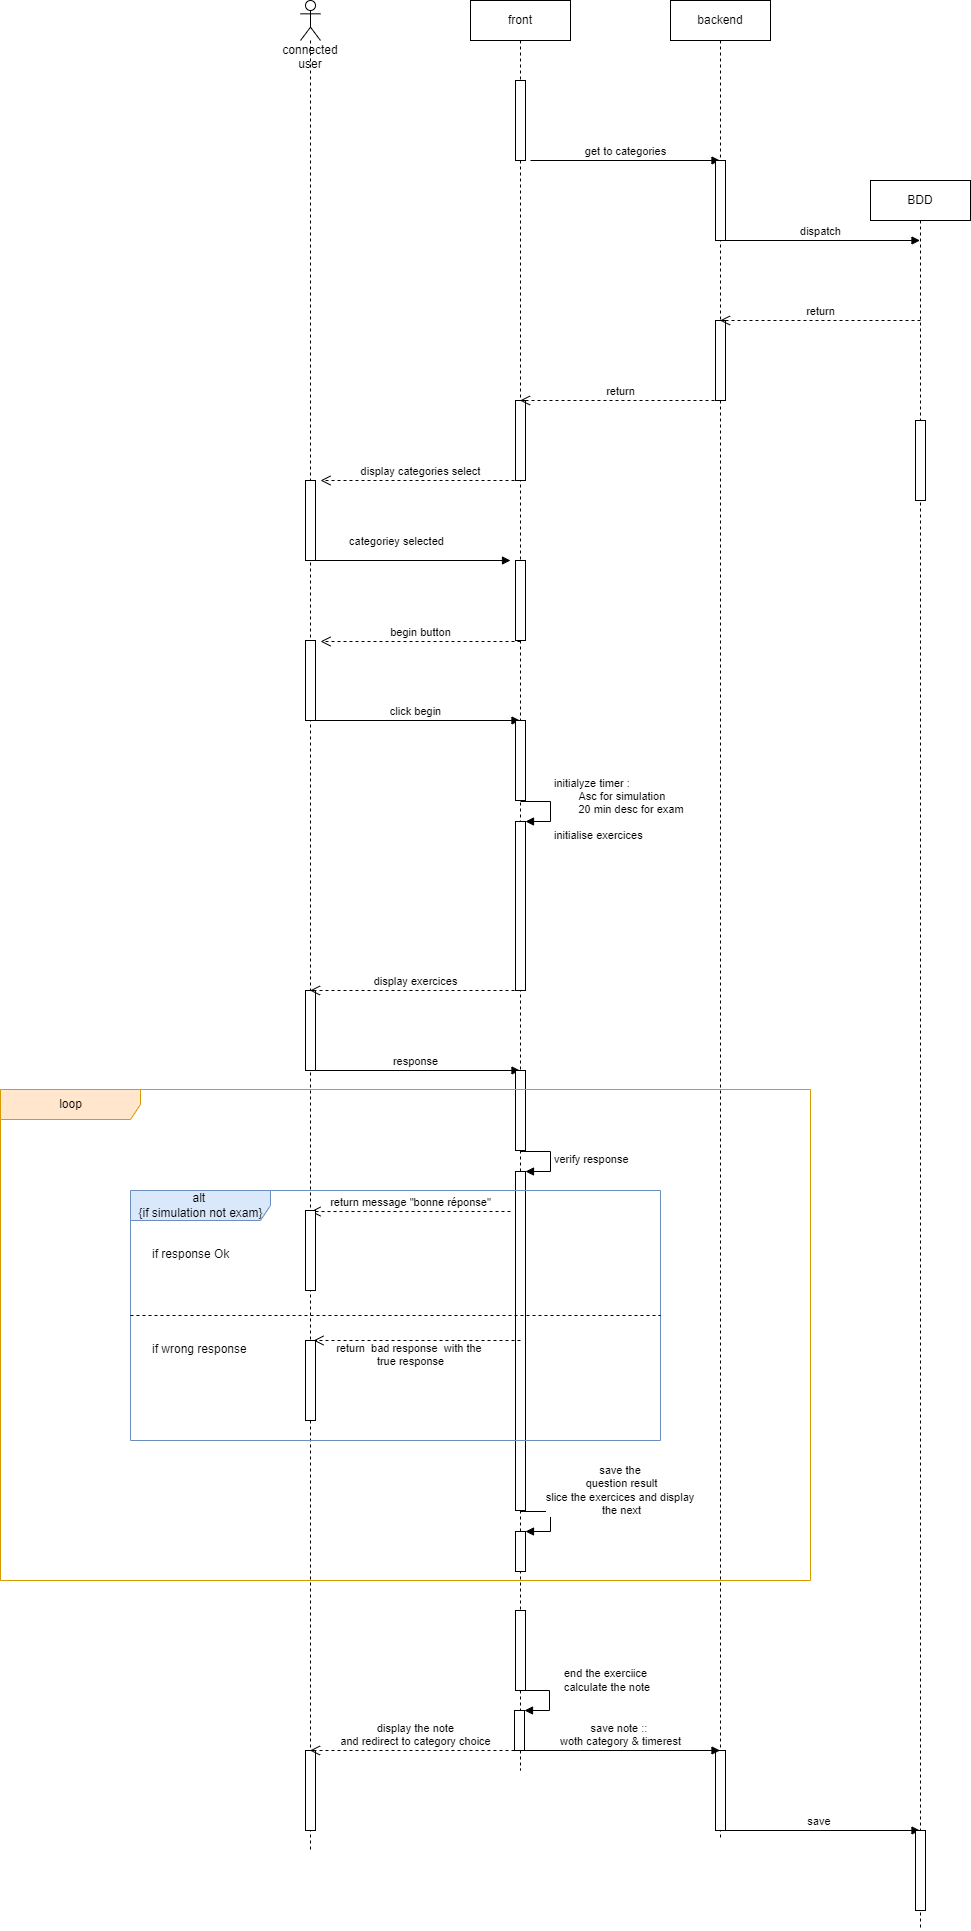 connected
user
front
backend
get to categories
BDD
dispatch
return
return
display categories select
categoriey selected
begin button
click begin
initialyze timer :
Asc for simulation
20 min desc for exam
initialise exercices
display exercices
response
loop
verify response
alt
{if simulation not exam}
return message "bonne réponse"
if response Ok
if wrong response
return  bad response  with the
true response
save the
question result
slice the exercices and display
the next
end the exerciice
calculate the note
display the note
and redirect to category choice
save note ::
woth category & timerest
save